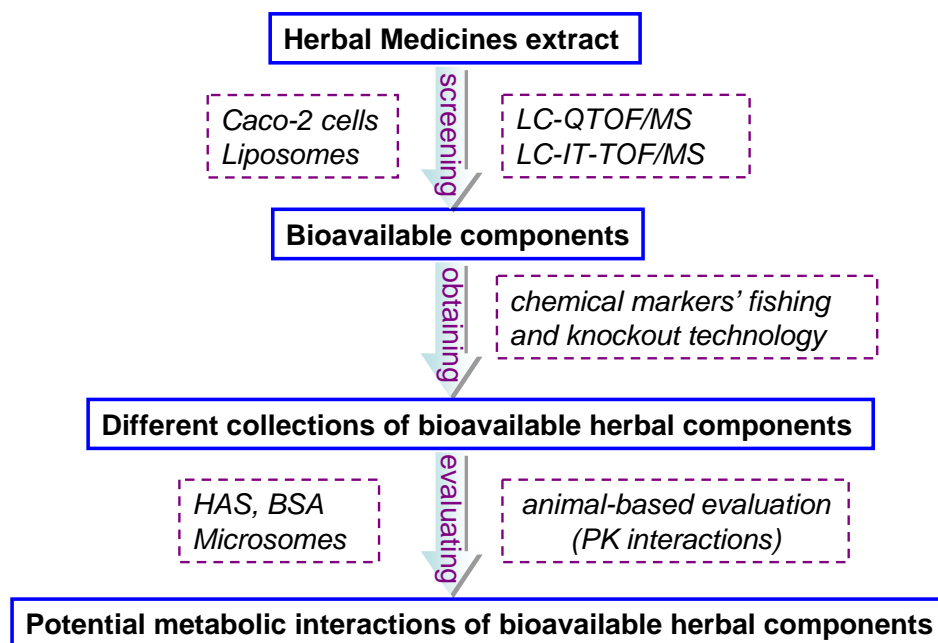 Herbal Medicines extract
screening
Caco-2 cells
Liposomes
LC-QTOF/MS
LC-IT-TOF/MS
Bioavailable components
obtaining
chemical markers' fishing
and knockout technology
Different collections of bioavailable herbal components
evaluating
HAS, BSA
Microsomes
animal-based evaluation
(PK interactions)
Potential metabolic interactions of bioavailable herbal components